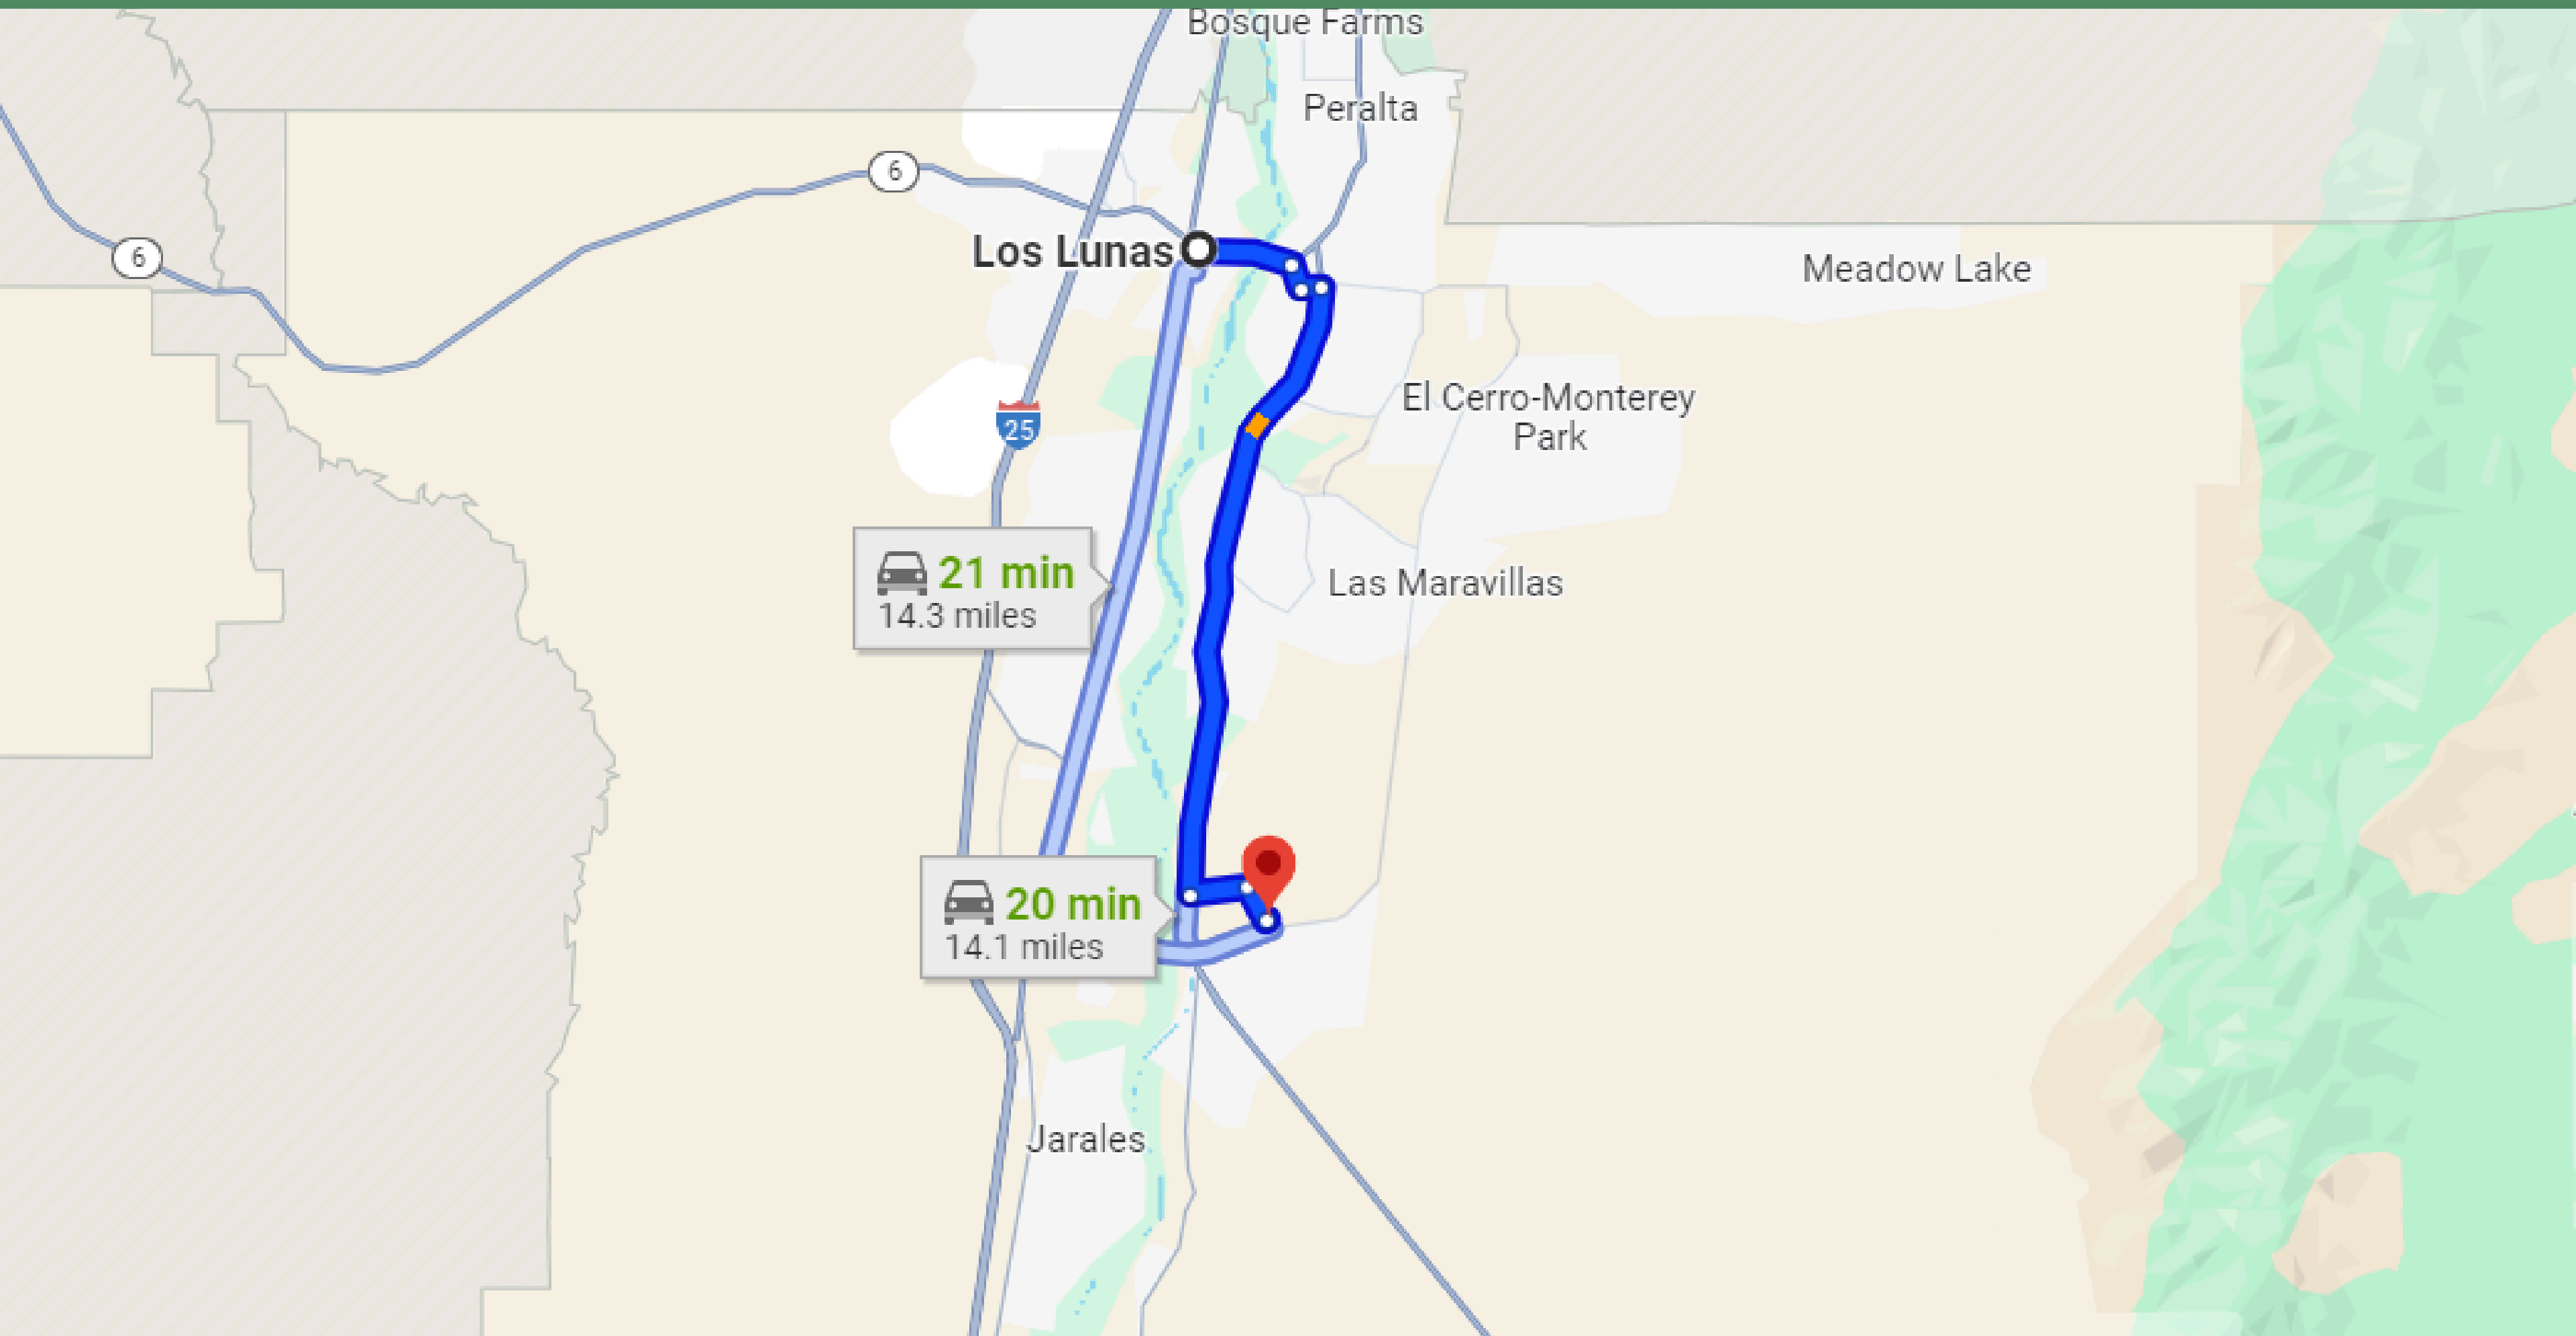 Bosque Farms
Peralta
6
6
Los Lunas
Meadow Lake
El Cerro-Monterey
Park
25
21 min
14.3 miles
Las Maravillas
20 min
14.1 miles
Jarales